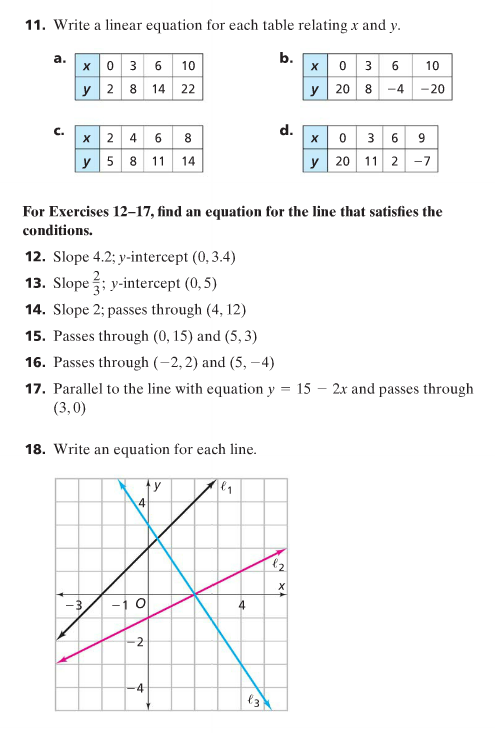 11. Write a linear equation for each table relating x and y.
a.
x 0 3 6 10
y 2 8 14 22
b.
x 0 3 6 10
y 20 8 −4 −20
c.
x 2 4 6 8
y 5 8 11 14
d.
x 0 3 6 9
y 20 11 2 −7
For Exercises 12–17, find an equation for the line that satisfies the
conditions.
12. Slope 4.2; y-intercept (0, 3.4)
13. Slope 2/3; y-intercept (0, 5)
14. Slope 2; passes through (4, 12)
15. Passes through (0, 15) and (5, 3)
16. Passes through (−2, 2) and (5, −4)
17. Parallel to the line with equation y = 15 − 2x and passes through
(3, 0)
18. Write an equation for each line.
y ℓ1
4
ℓ2
x
−3 −1 O 4
−2
−4
ℓ3